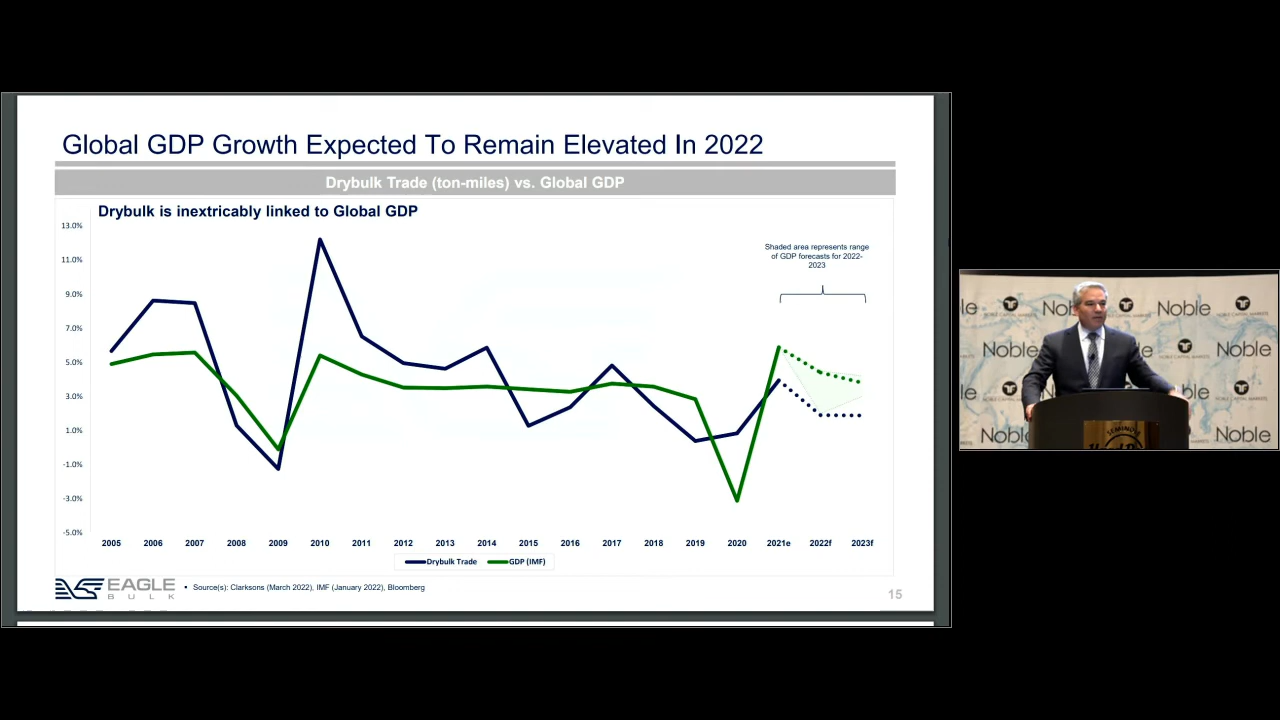 Global GDP Growth Expected To Remain Elevated In 2022
Drybulk Trade (ton-miles) vs. Global GDP
Drybulk is inextricably linked to Global GDP
13.0%
11.0%
9.0%
7.0%
5.0%
3.0%
1.0%
-1.0%
-3.0%
-5.0%
Shaded area represents range
of GDP forecasts for 2022-
2023
2005 2006 2007 2008 2009 2010 2011 2012 2013 2014 2015 2016 2017 2018 2019 2020 2021e 2022f 2023f
Drybulk Trade GDP (IMF)
EAGLE
BULK
▪ Source(s): Clarksons (March 2022), IMF (January 2022), Bloomberg
15
Noble
Noble
Noble
Noble
Noble
Noble
SEMINOLE